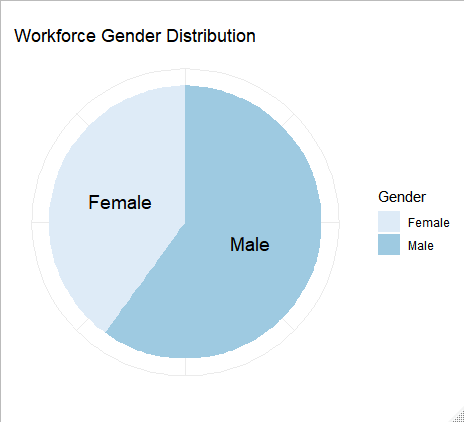 Workforce Gender Distribution
Female
Male
Gender
Female
Male